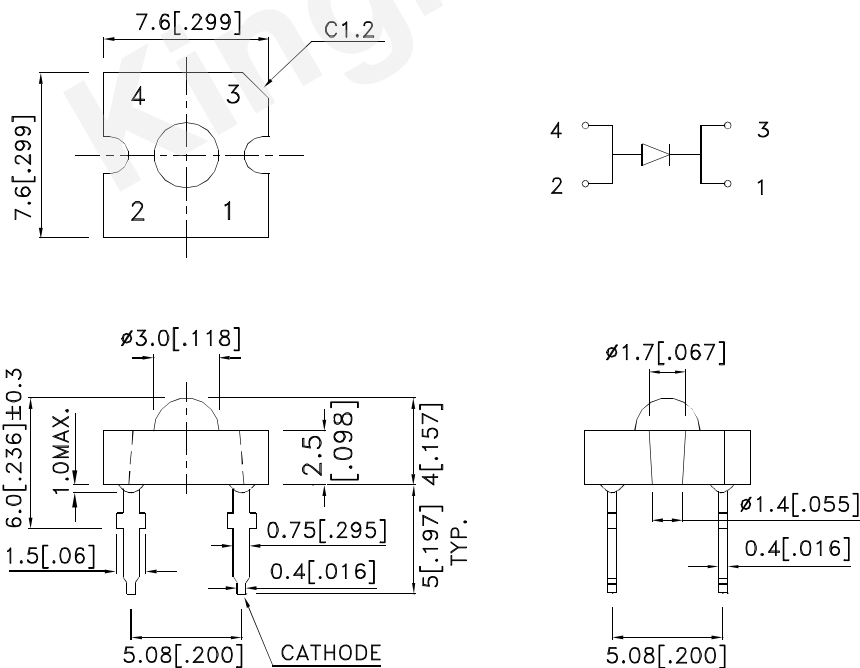 7.6[.299]
C1.2
7.6[.299]
4 3
2 1
4 3
2 1
ø3.0[.118]
6.0[.236]±0.3
1.0MAX.
2.5
[.098]
4[.157]
0.75[.295]
1.5[.06]
0.4[.016]
5[.197]
TYP.
5.08[.200]
CATHODE
ø1.7[.067]
ø1.4[.055]
0.4[.016]
5.08[.200]